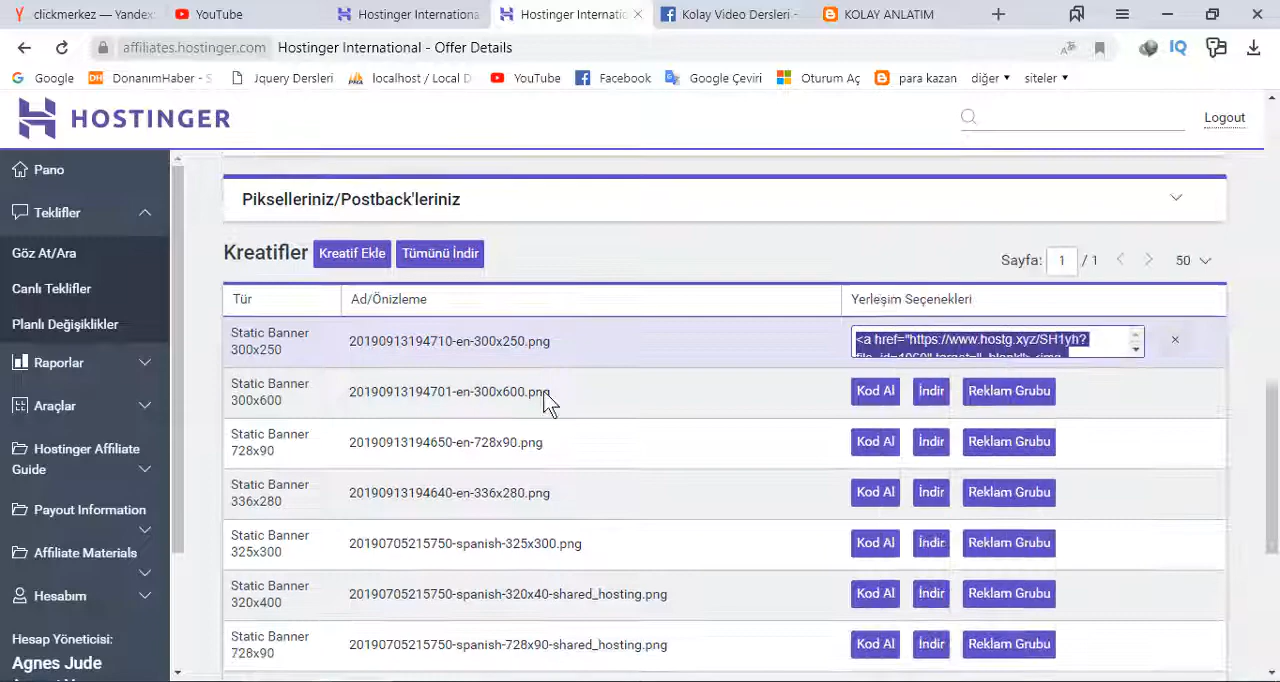 clickmerkez — Yandex
YouTube
Hostinger Internationa
Hostinger Internatic
Kolay Video Dersleri -
KOLAY ANLATIM
affiliates.hostinger.com
Hostinger International - Offer Details
Google
DonanımHaber - S
Jquery Dersleri
localhost / Local D
YouTube
Facebook
Google Çeviri
Oturum Aç
para kazan
diğer
siteler
HOSTINGER
Logout
Pano
Teklifler
Göz At/Ara
Canlı Teklifler
Planlı Değişiklikler
Raporlar
Araçlar
Hostinger Affiliate
Guide
Payout Information
Affiliate Materials
Hesabım
Hesap Yöneticisi:
Agnes Jude
Pikselleriniz/Postback'leriniz
Kreatifler
Kreatif Ekle
Tümünü İndir
Sayfa: 1 / 1
50
Tür
Ad/Önizleme
Yerleşim Seçenekleri
Static Banner
300x250
20190913194710-en-300x250.png
<a href="https://www.hostg.xyz/SH1yh?
file_id=1060" target="_blank"> <img
Static Banner
300x600
20190913194701-en-300x600.png
Kod Al
İndir
Reklam Grubu
Static Banner
728x90
20190913194650-en-728x90.png
Kod Al
İndir
Reklam Grubu
Static Banner
336x280
20190913194640-en-336x280.png
Kod Al
İndir
Reklam Grubu
Static Banner
325x300
20190705215750-spanish-325x300.png
Kod Al
İndir
Reklam Grubu
Static Banner
320x400
20190705215750-spanish-320x40-shared_hosting.png
Kod Al
İndir
Reklam Grubu
Static Banner
728x90
20190705215750-spanish-728x90-shared_hosting.png
Kod Al
İndir
Reklam Grubu